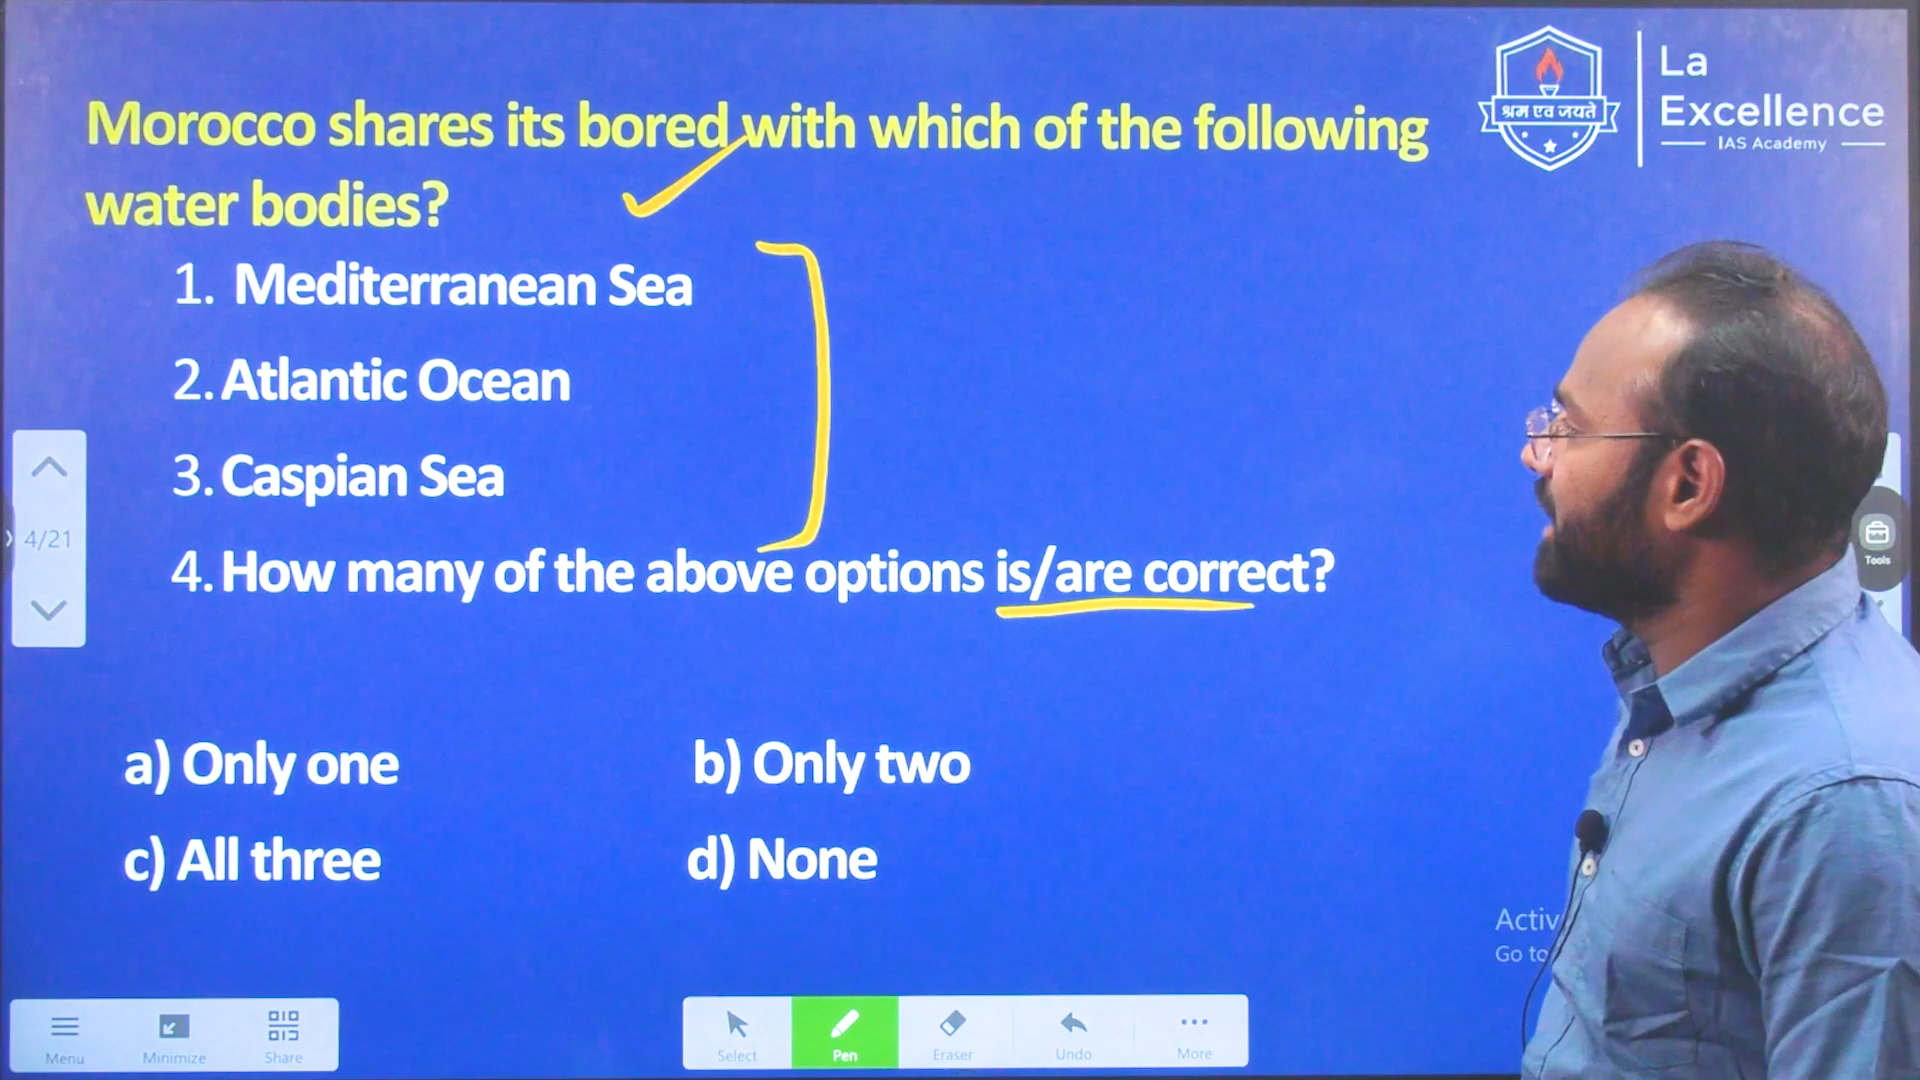 Morocco shares its bored with which of the following
water bodies?
1. Mediterranean Sea
2. Atlantic Ocean
3. Caspian Sea
4. How many of the above options is/are correct?
a) Only one
b) Only two
c) All three
d) None
La
Excellence
IAS Academy
श्रम एव जयते
4/21
Tools
Activ
Go to
Menu
Minimize
Share
Select
Pen
Eraser
Undo
More